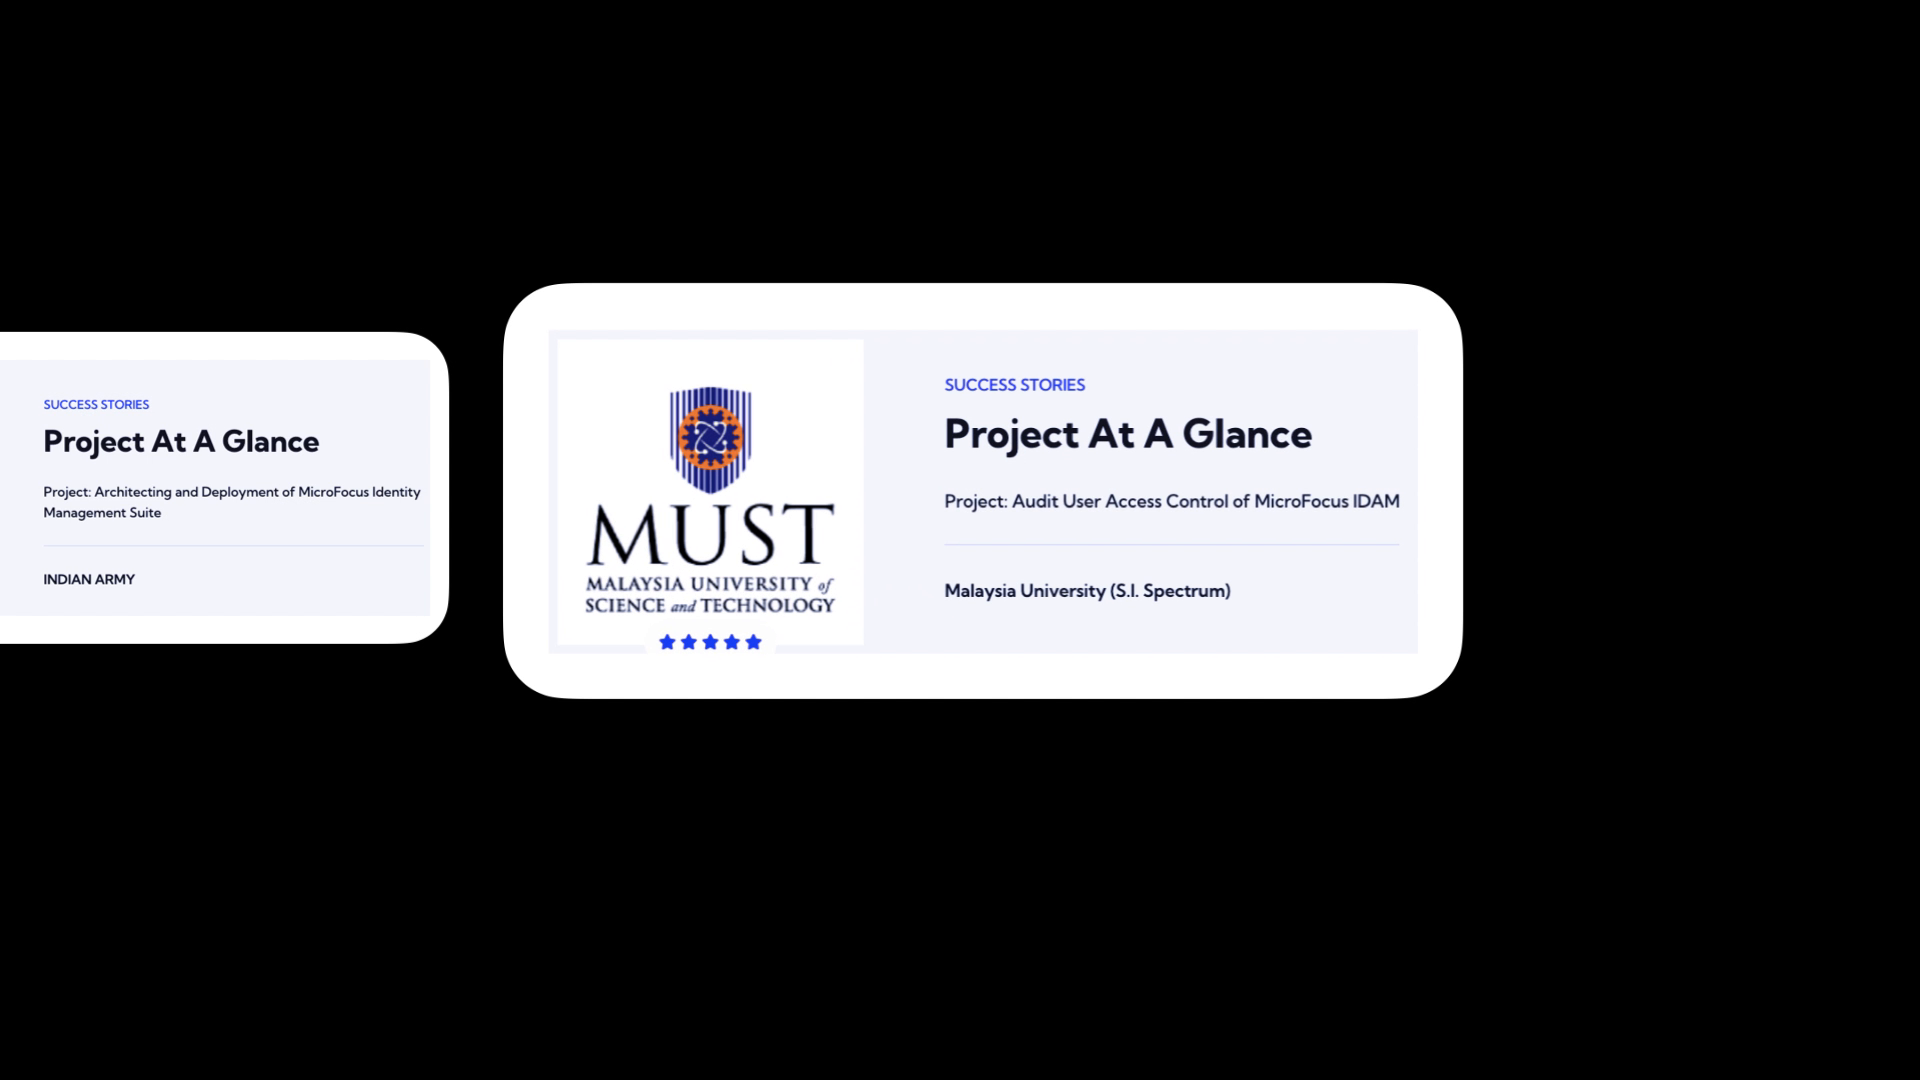 SUCCESS STORIES
Project At A Glance
Project: Architecting and Deployment of MicroFocus Identity
Management Suite
INDIAN ARMY
MUST
MALAYSIA UNIVERSITY of
SCIENCE and TECHNOLOGY
SUCCESS STORIES
Project At A Glance
Project: Audit User Access Control of MicroFocus IDAM
Malaysia University (S.I. Spectrum)